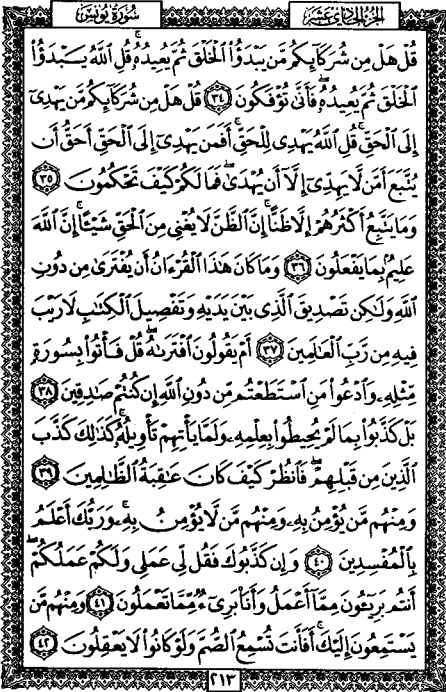 الجزء الحادي عشر سورة يونس
قُلْ هَلْ مِن شُرَكَآئِكُم مَّن يَبْدَؤُا۟ ٱلْخَلْقَ ثُمَّ يُعِيدُهُۥ ۚ قُلِ ٱللَّهُ يَبْدَؤُا۟
ٱلْخَلْقَ ثُمَّ يُعِيدُهُۥ ۖ فَأَنَّىٰ تُؤْفَكُونَ ٣٤ قُلْ هَلْ مِن شُرَكَآئِكُم مَّن يَهْدِىٓ
إِلَى ٱلْحَقِّ ۚ قُلِ ٱللَّهُ يَهْدِى لِلْحَقِّ ۗ أَفَمَن يَهْدِىٓ إِلَى ٱلْحَقِّ أَحَقُّ أَن
يُتَّبَعَ أَمَّن لَّا يَهِدِّىٓ إِلَّآ أَن يُهْدَىٰ ۖ فَمَا لَكُمْ كَيْفَ تَحْكُمُونَ ٣٥
وَمَا يَتَّبِعُ أَكْثَرُهُمْ إِلَّا ظَنًّا ۚ إِنَّ ٱلظَّنَّ لَا يُغْنِى مِنَ ٱلْحَقِّ شَيْـًٔا ۚ إِنَّ ٱللَّهَ
عَلِيمٌۢ بِمَا يَفْعَلُونَ ٣٦ وَمَا كَانَ هَـٰذَا ٱلْقُرْءَانُ أَن يُفْتَرَىٰ مِن دُونِ
ٱللَّهِ وَلَـٰكِن تَصْدِيقَ ٱلَّذِى بَيْنَ يَدَيْهِ وَتَفْصِيلَ ٱلْكِتَـٰبِ لَا رَيْبَ
فِيهِ مِن رَّبِّ ٱلْعَـٰلَمِينَ ٣٧ أَمْ يَقُولُونَ ٱفْتَرَىٰهُ ۖ قُلْ فَأْتُوا۟ بِسُورَةٍ
مِّثْلِهِۦ وَٱدْعُوا۟ مَنِ ٱسْتَطَعْتُم مِّن دُونِ ٱللَّهِ إِن كُنتُمْ صَـٰدِقِينَ ٣٨
بَلْ كَذَّبُوا۟ بِمَا لَمْ يُحِيطُوا۟ بِعِلْمِهِۦ وَلَمَّا يَأْتِهِمْ تَأْوِيلُهُۥ ۚ كَذَٰلِكَ كَذَّبَ
ٱلَّذِينَ مِن قَبْلِهِمْ ۖ فَٱنظُرْ كَيْفَ كَانَ عَـٰقِبَةُ ٱلظَّـٰلِمِينَ ٣٩
وَمِنْهُم مَّن يُؤْمِنُ بِهِۦ وَمِنْهُم مَّن لَّا يُؤْمِنُ بِهِۦ ۚ وَرَبُّكَ أَعْلَمُ
بِٱلْمُفْسِدِينَ ٤٠ وَإِن كَذَّبُوكَ فَقُل لِّى عَمَلِى وَلَكُمْ عَمَلُكُمْ ۖ
أَنتُم بَرِيٓـُٔونَ مِمَّآ أَعْمَلُ وَأَنَا۠ بَرِىٓءٌ مِّمَّا تَعْمَلُونَ ٤١ وَمِنْهُم مَّن
يَسْتَمِعُونَ إِلَيْكَ ۚ أَفَأَنتَ تُسْمِعُ ٱلصُّمَّ وَلَوْ كَانُوا۟ لَا يَعْقِلُونَ ٤٢
٢١٣